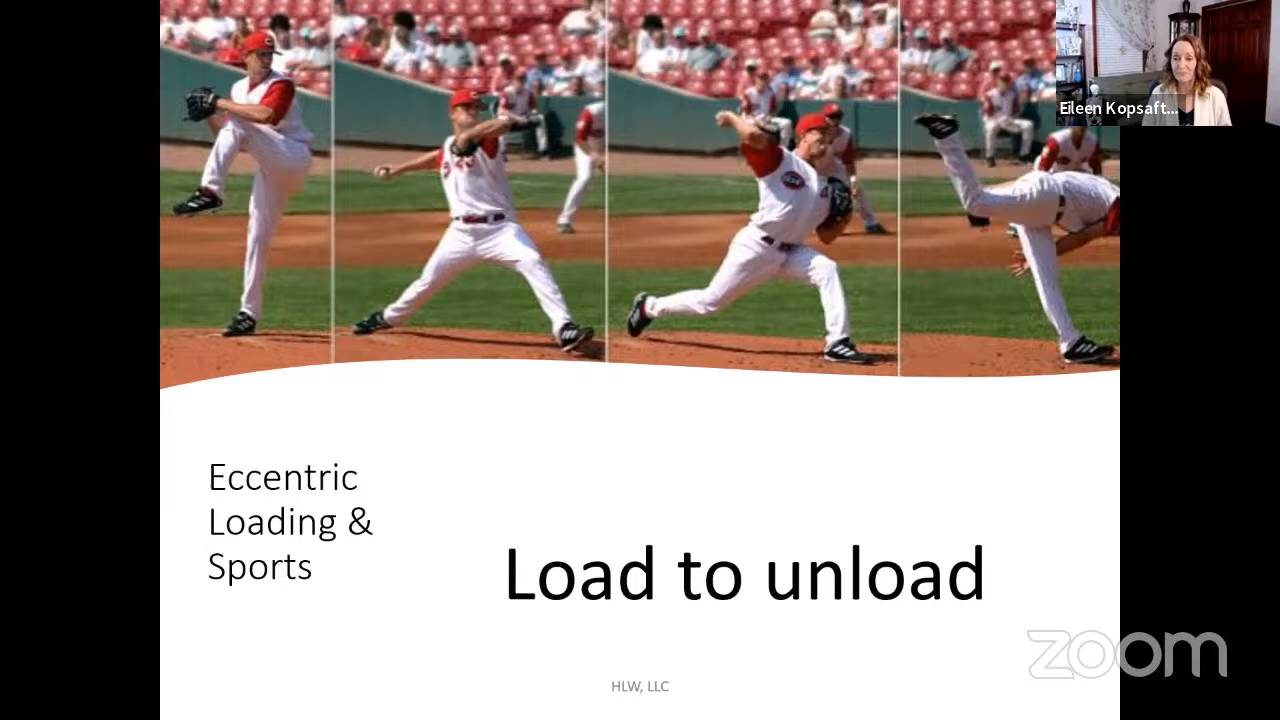 Eileen Kopsaft...
Eccentric
Loading &
Sports
Load to unload
zoom
HLW, LLC